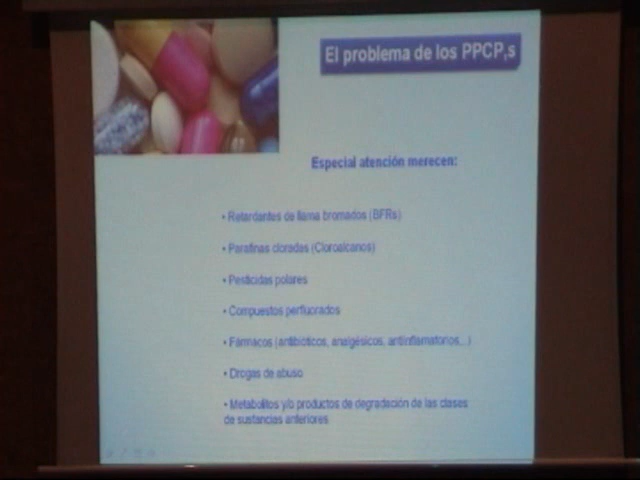 El problema de los PPCP,s
Especial atención merecen:
• Retardantes de llama bromados (BFRs)
• Parafinas cloradas (Cloroalcanos)
• Pesticidas polares
• Compuestos perfluorados
• Fármacos (antibióticos, analgésicos, antiinflamatorios...)
• Drogas de abuso
• Metabolitos y/o productos de degradación de las clases
de sustancias anteriores